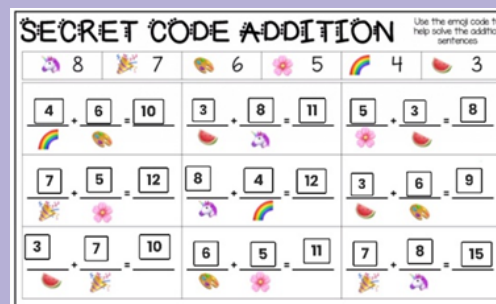 SECRET CODE ADDITION
Use the emoji code t
help solve the additio
sentences
8 7 6 5 4 3
4 + 6 = 10 3 + 8 = 11 5 + 3 = 8
7 + 5 = 12 8 + 4 = 12 3 + 6 = 9
3 + 7 = 10 6 + 5 = 11 7 + 8 = 15